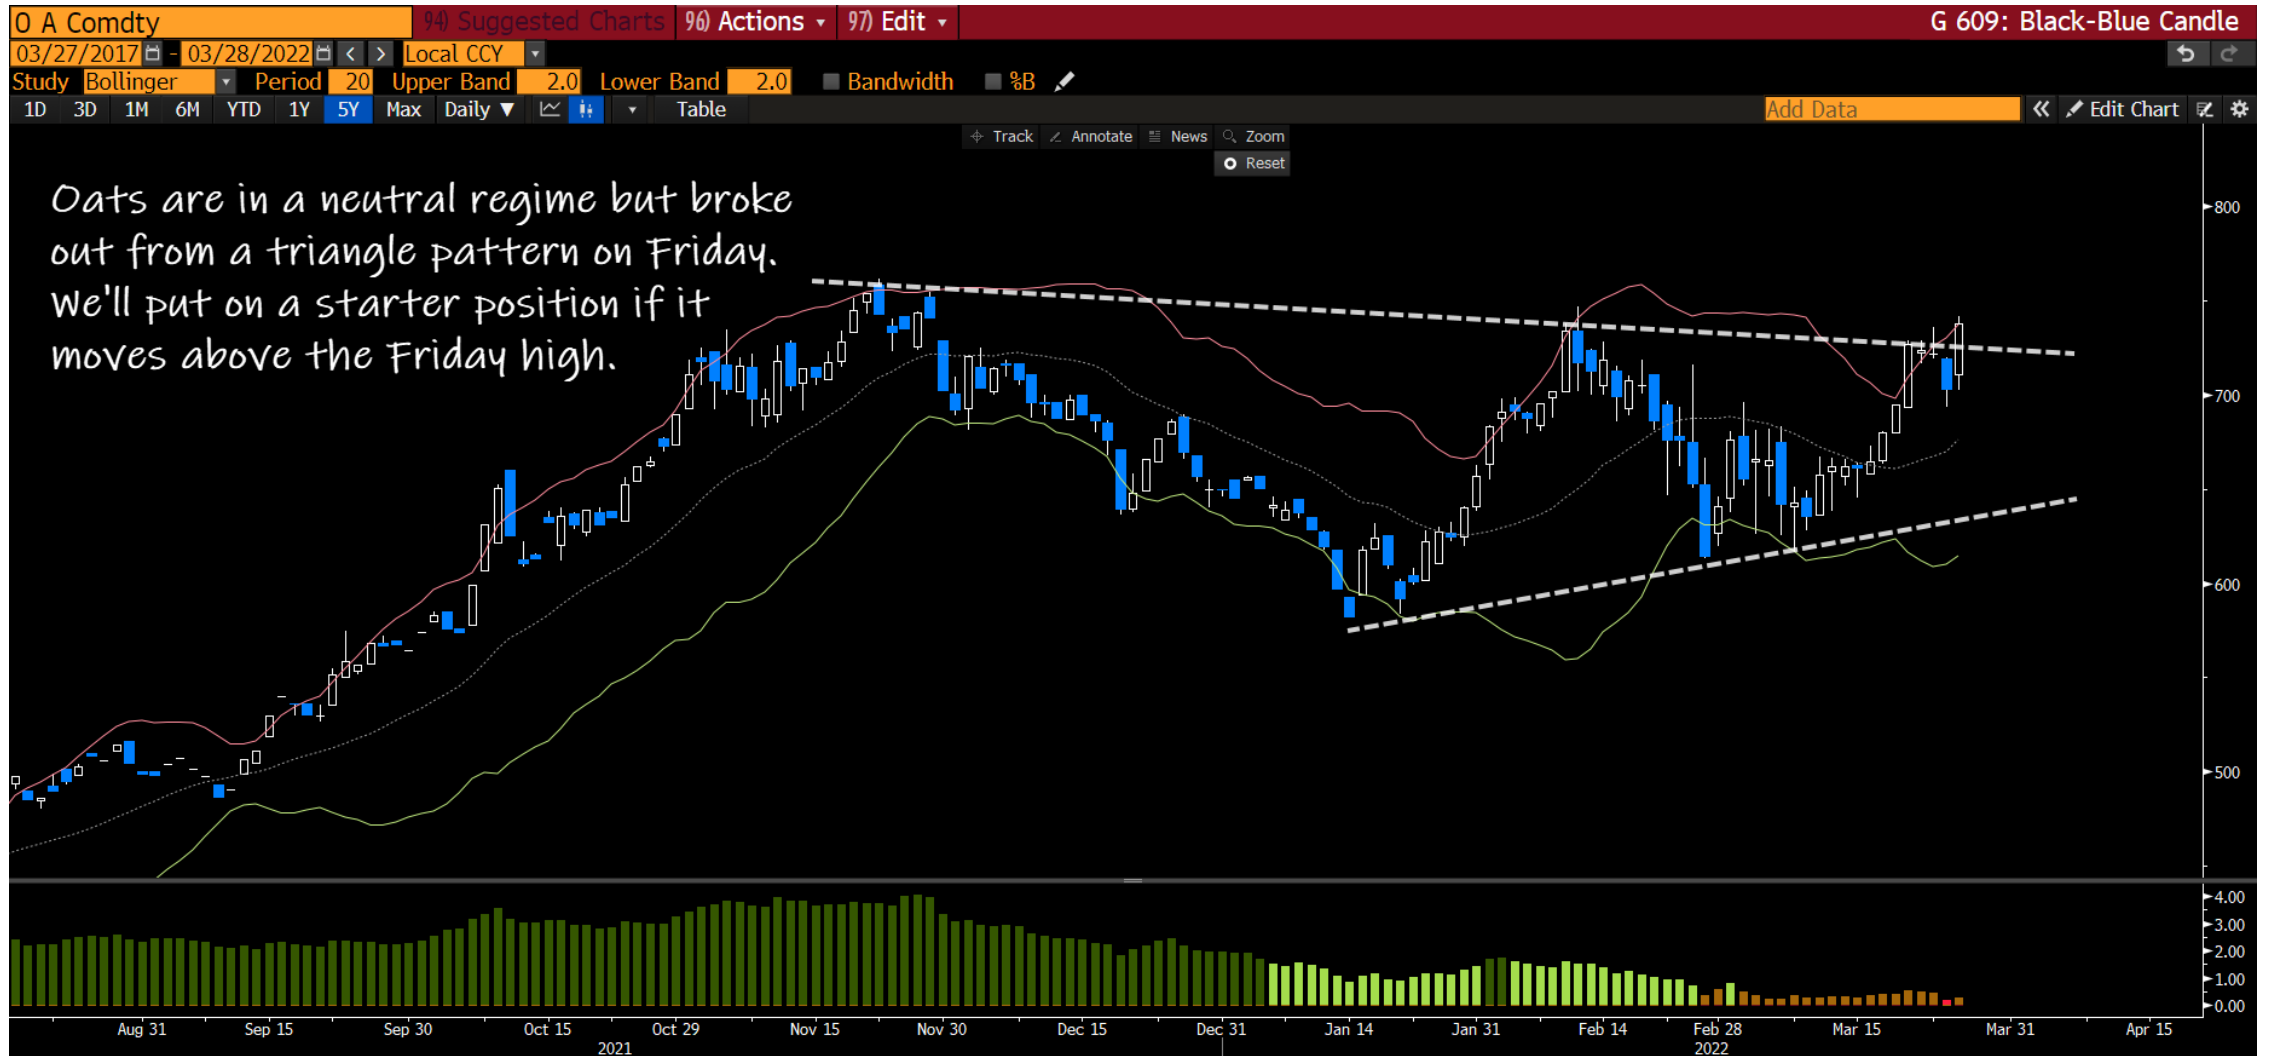 O A Comdty 94) Suggested Charts 96) Actions 97) Edit G 609: Black-Blue Candle
03/27/2017 - 03/28/2022 Local CCY
Study Bollinger Period 20 Upper Band 2.0 Lower Band 2.0 Bandwidth %B
1D 3D 1M 6M YTD 1Y 5Y Max Daily Table Add Data Edit Chart
Track Annotate News Zoom
Reset
Oats are in a neutral regime but broke
out from a triangle pattern on Friday.
We'll put on a starter position if it
moves above the Friday high.
800
700
600
500
4.00
3.00
2.00
1.00
0.00
Aug 31 Sep 15 Sep 30 Oct 15 Oct 29 Nov 15 Nov 30 Dec 15 Dec 31 Jan 14 Jan 31 Feb 14 Feb 28 Mar 15 Mar 31 Apr 15
2021 2022